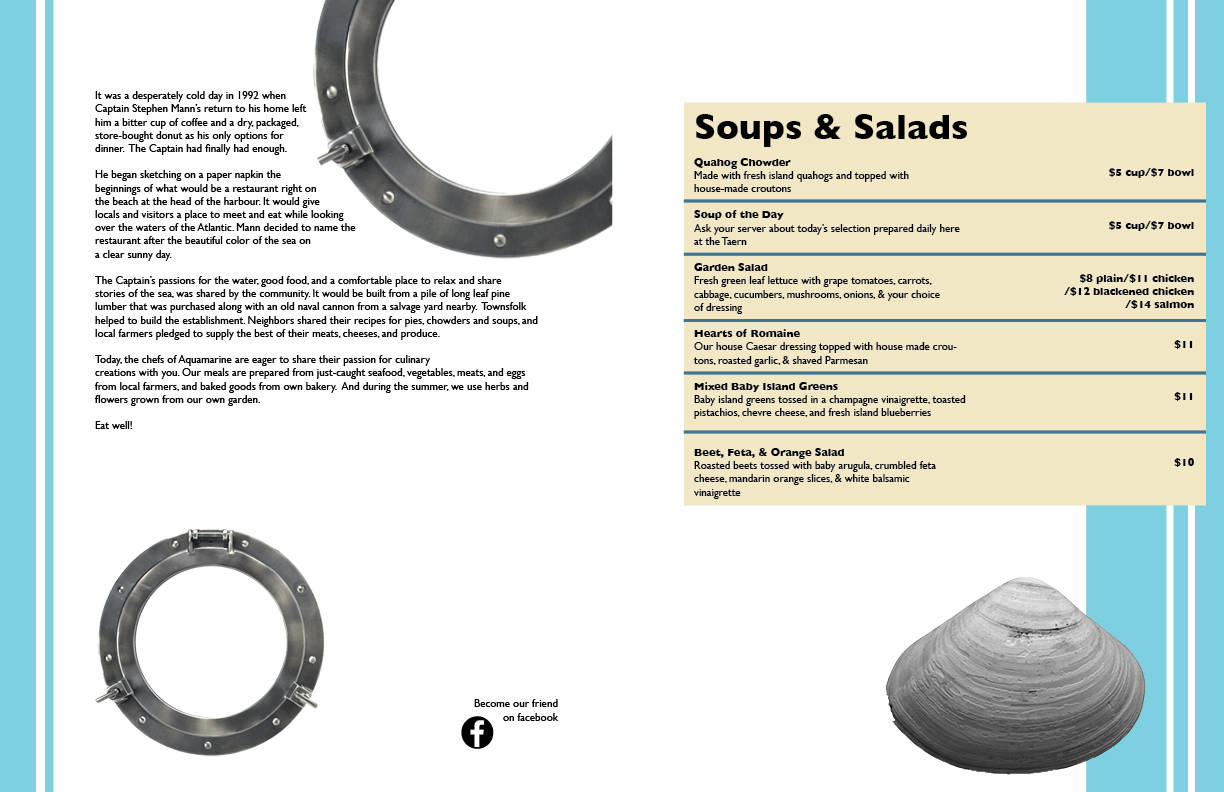 It was a desperately cold day in 1992 when
Captain Stephen Mann's return to his home left
him a bitter cup of coffee and a dry, packaged,
store-bought donut as his only options for
dinner. The Captain had finally had enough.
He began sketching on a paper napkin the
beginnings of what would be a restaurant right on
the beach at the head of the harbour. It would give
locals and visitors a place to meet and eat while looking
over the waters of the Atlantic. Mann decided to name the
restaurant after the beautiful color of the sea on
a clear sunny day.
The Captain's passions for the water, good food, and a comfortable place to relax and share
stories of the sea, was shared by the community. It would be built from a pile of long leaf pine
lumber that was purchased along with an old naval cannon from a salvage yard nearby. Townsfolk
helped to build the establishment. Neighbors shared their recipes for pies, chowders and soups, and
local farmers pledged to supply the best of their meats, cheeses, and produce.
Today, the chefs of Aquamarine are eager to share their passion for culinary
creations with you. Our meals are prepared from just-caught seafood, vegetables, meats, and eggs
from local farmers, and baked goods from own bakery. And during the summer, we use herbs and
flowers grown from our own garden.
Eat well!
Become our friend
on facebook
f
Soups & Salads
Quahog Chowder
Made with fresh island quahogs and topped with
house-made croutons
$5 cup/$7 bowl
Soup of the Day
Ask your server about today's selection prepared daily here
at the Taern
$5 cup/$7 bowl
Garden Salad
Fresh green leaf lettuce with grape tomatoes, carrots,
cabbage, cucumbers, mushrooms, onions, & your choice
of dressing
$8 plain/$11 chicken
/$12 blackened chicken
/$14 salmon
Hearts of Romaine
Our house Caesar dressing topped with house made crou-
tons, roasted garlic, & shaved Parmesan
$11
Mixed Baby Island Greens
Baby island greens tossed in a champagne vinaigrette, toasted
pistachios, chevre cheese, and fresh island blueberries
$11
Beet, Feta, & Orange Salad
Roasted beets tossed with baby arugula, crumbled feta
cheese, mandarin orange slices, & white balsamic
vinaigrette
$10